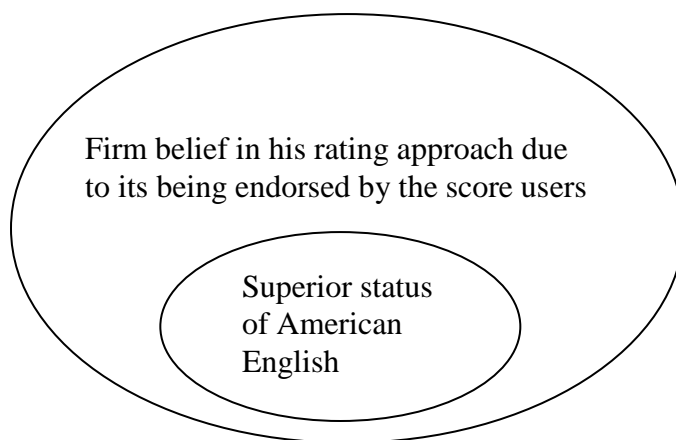 Firm belief in his rating approach due
to its being endorsed by the score users
Superior status
of American
English